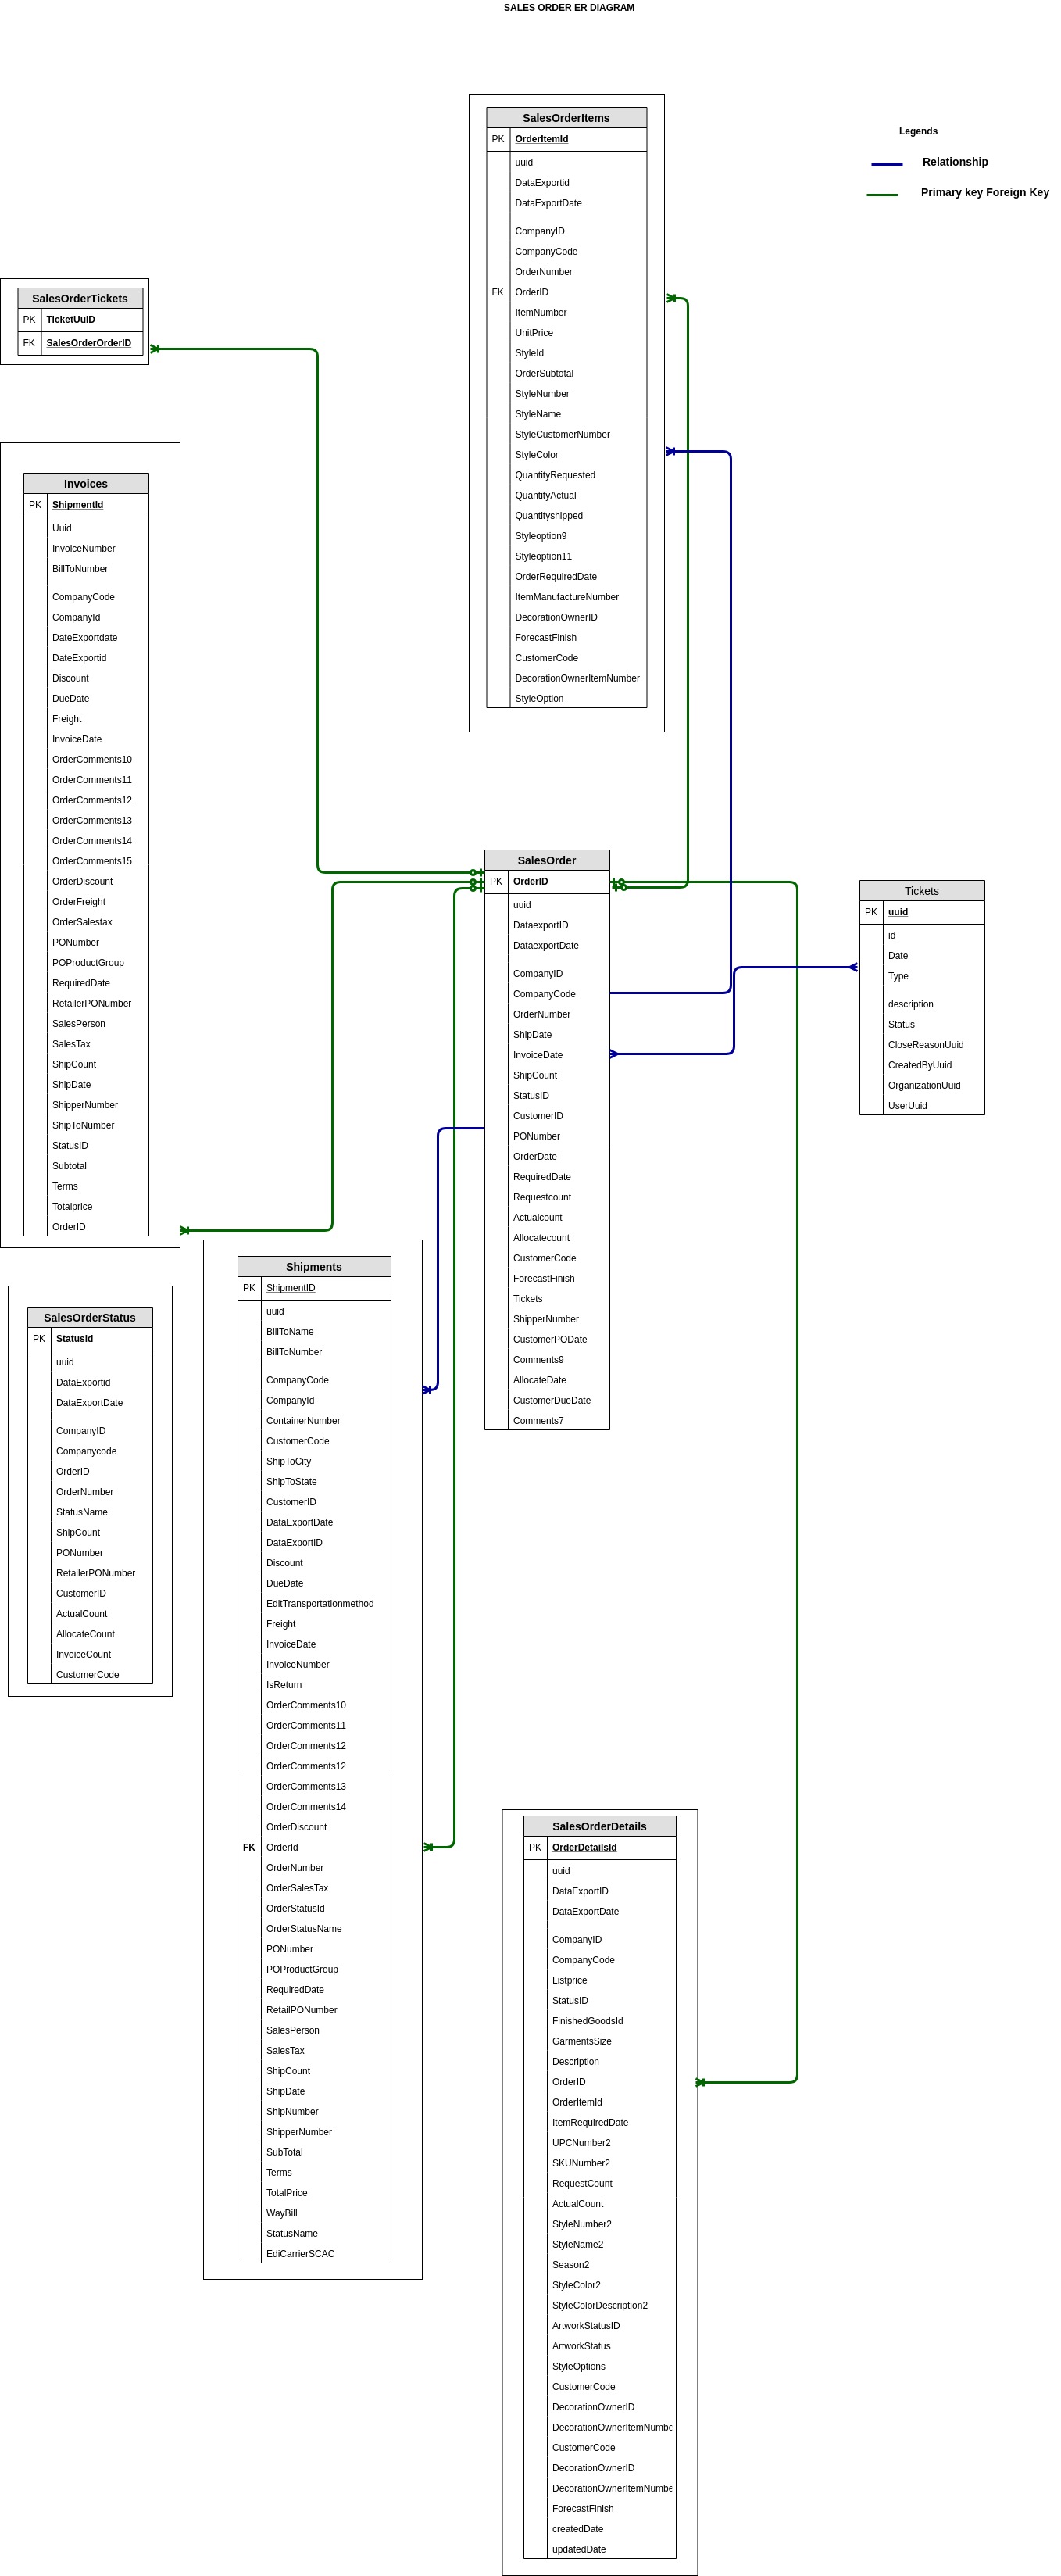 SALES ORDER ER DIAGRAM
Legends
Relationship
Primary key Foreign Key
SalesOrderItems
PK OrderItemId
uuid
DataExportid
DataExportDate
CompanyID
CompanyCode
OrderNumber
FK OrderID
ItemNumber
UnitPrice
StyleId
OrderSubtotal
StyleNumber
StyleName
StyleCustomerNumber
StyleColor
QuantityRequested
QuantityActual
Quantityshipped
Styleoption9
Styleoption11
OrderRequiredDate
ItemManufactureNumber
DecorationOwnerID
ForecastFinish
CustomerCode
DecorationOwnerItemNumber
StyleOption
SalesOrderTickets
PK TicketUuID
FK SalesOrderOrderID
Invoices
PK ShipmentId
Uuid
InvoiceNumber
BillToNumber
CompanyCode
CompanyId
DateExportdate
DateExportid
Discount
DueDate
Freight
InvoiceDate
OrderComments10
OrderComments11
OrderComments12
OrderComments13
OrderComments14
OrderComments15
OrderDiscount
OrderFreight
OrderSalestax
PONumber
POProductGroup
RequiredDate
RetailerPONumber
SalesPerson
SalesTax
ShipCount
ShipDate
ShipperNumber
ShipToNumber
StatusID
Subtotal
Terms
Totalprice
OrderID
SalesOrder
PK OrderID
uuid
DataexportID
DataexportDate
CompanyID
CompanyCode
OrderNumber
ShipDate
InvoiceDate
ShipCount
StatusID
CustomerID
PONumber
OrderDate
RequiredDate
Requestcount
Actualcount
Allocatecount
CustomerCode
ForecastFinish
Tickets
ShipperNumber
CustomerPODate
Comments9
AllocateDate
CustomerDueDate
Comments7
Tickets
PK uuid
id
Date
Type
description
Status
CloseReasonUuid
CreatedByUuid
OrganizationUuid
UserUuid
SalesOrderStatus
PK Statusid
uuid
DataExportid
DataExportDate
CompanyID
Companycode
OrderID
OrderNumber
StatusName
ShipCount
PONumber
RetailerPONumber
CustomerID
ActualCount
AllocateCount
InvoiceCount
CustomerCode
Shipments
PK ShipmentID
uuid
BillToName
BillToNumber
CompanyCode
CompanyId
ContainerNumber
CustomerCode
ShipToCity
ShipToState
CustomerID
DataExportDate
DataExportID
Discount
DueDate
EditTransportationmethod
Freight
InvoiceDate
InvoiceNumber
IsReturn
OrderComments10
OrderComments11
OrderComments12
OrderComments12
OrderComments13
OrderComments14
OrderDiscount
FK OrderId
OrderNumber
OrderSalesTax
OrderStatusId
OrderStatusName
PONumber
POProductGroup
RequiredDate
RetailPONumber
SalesPerson
SalesTax
ShipCount
ShipDate
ShipNumber
ShipperNumber
SubTotal
Terms
TotalPrice
WayBill
StatusName
EdiCarrierSCAC
SalesOrderDetails
PK OrderDetailsId
uuid
DataExportID
DataExportDate
CompanyID
CompanyCode
Listprice
StatusID
FinishedGoodsId
GarmentsSize
Description
OrderID
OrderItemId
ItemRequiredDate
UPCNumber2
SKUNumber2
RequestCount
ActualCount
StyleNumber2
StyleName2
Season2
StyleColor2
StyleColorDescription2
ArtworkStatusID
ArtworkStatus
StyleOptions
CustomerCode
DecorationOwnerID
DecorationOwnerItemNumbe
CustomerCode
DecorationOwnerID
DecorationOwnerItemNumbe
ForecastFinish
createdDate
updatedDate